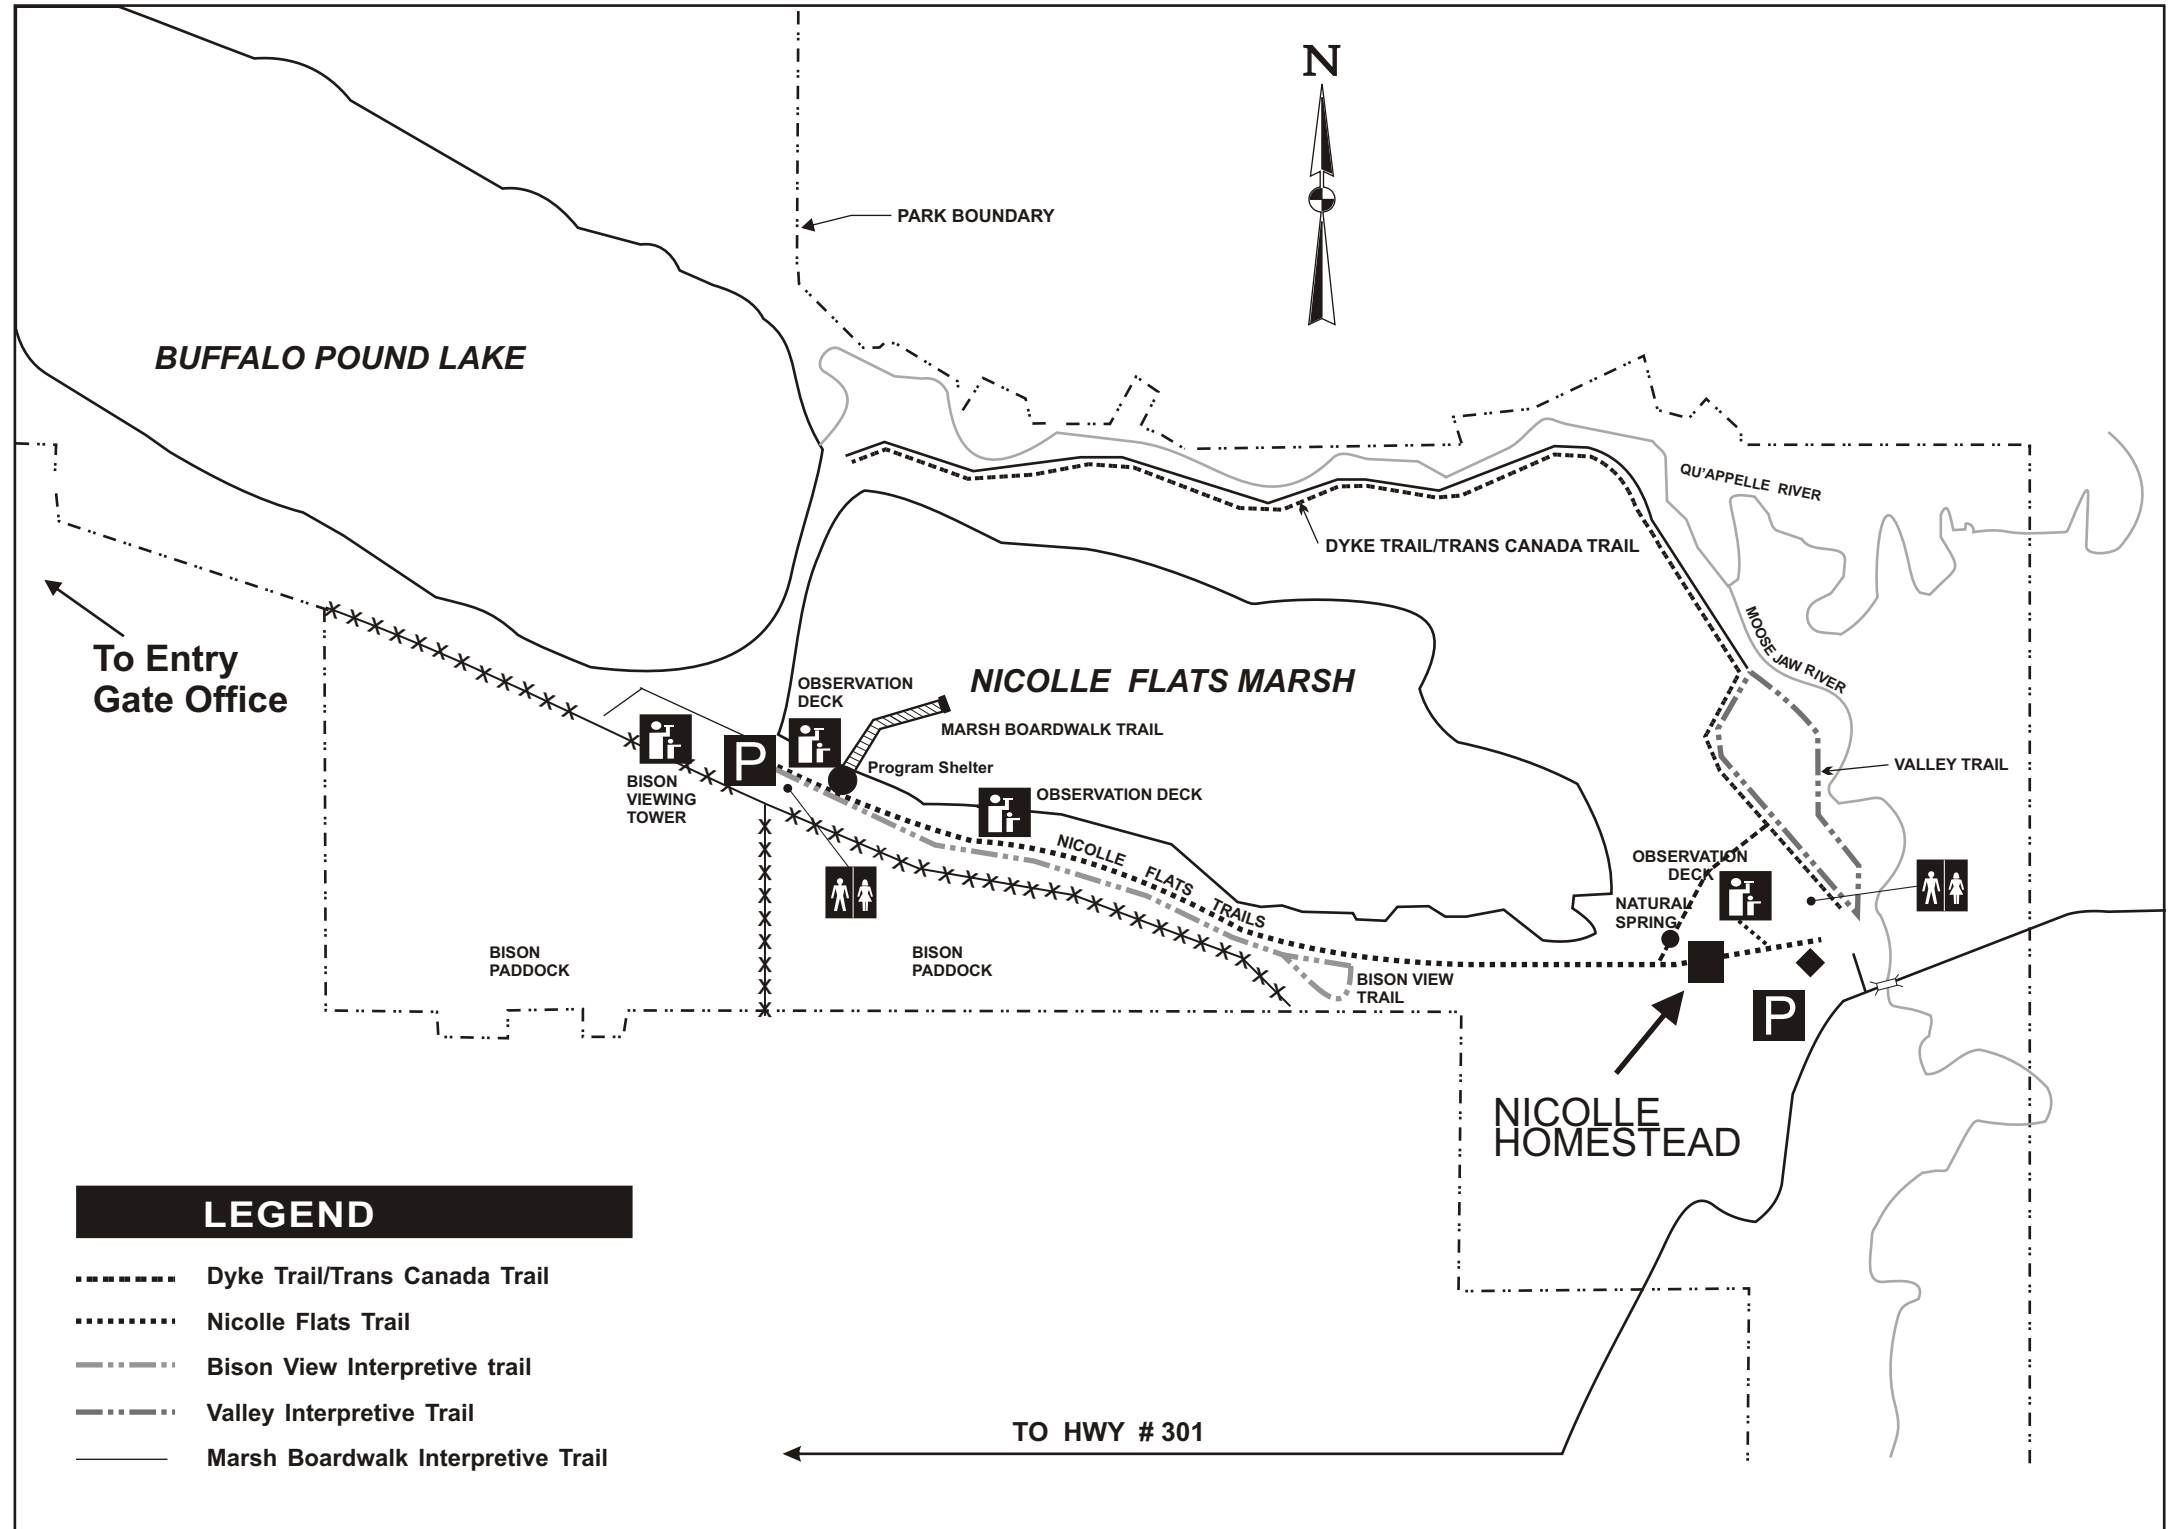 N
PARK BOUNDARY
BUFFALO POUND LAKE
QU'APPELLE RIVER
DYKE TRAIL/TRANS CANADA TRAIL
MOOSE JAW RIVER
To Entry
Gate Office
OBSERVATION
DECK
NICOLLE FLATS MARSH
MARSH BOARDWALK TRAIL
P
Program Shelter
BISON
VIEWING
TOWER
OBSERVATION DECK
VALLEY TRAIL
NICOLLE FLATS TRAILS
OBSERVATION
DECK
NATURAL
SPRING
BISON
PADDOCK
BISON
PADDOCK
BISON VIEW
TRAIL
P
NICOLLE
HOMESTEAD
LEGEND
Dyke Trail/Trans Canada Trail
Nicolle Flats Trail
Bison View Interpretive trail
Valley Interpretive Trail
Marsh Boardwalk Interpretive Trail
TO HWY # 301